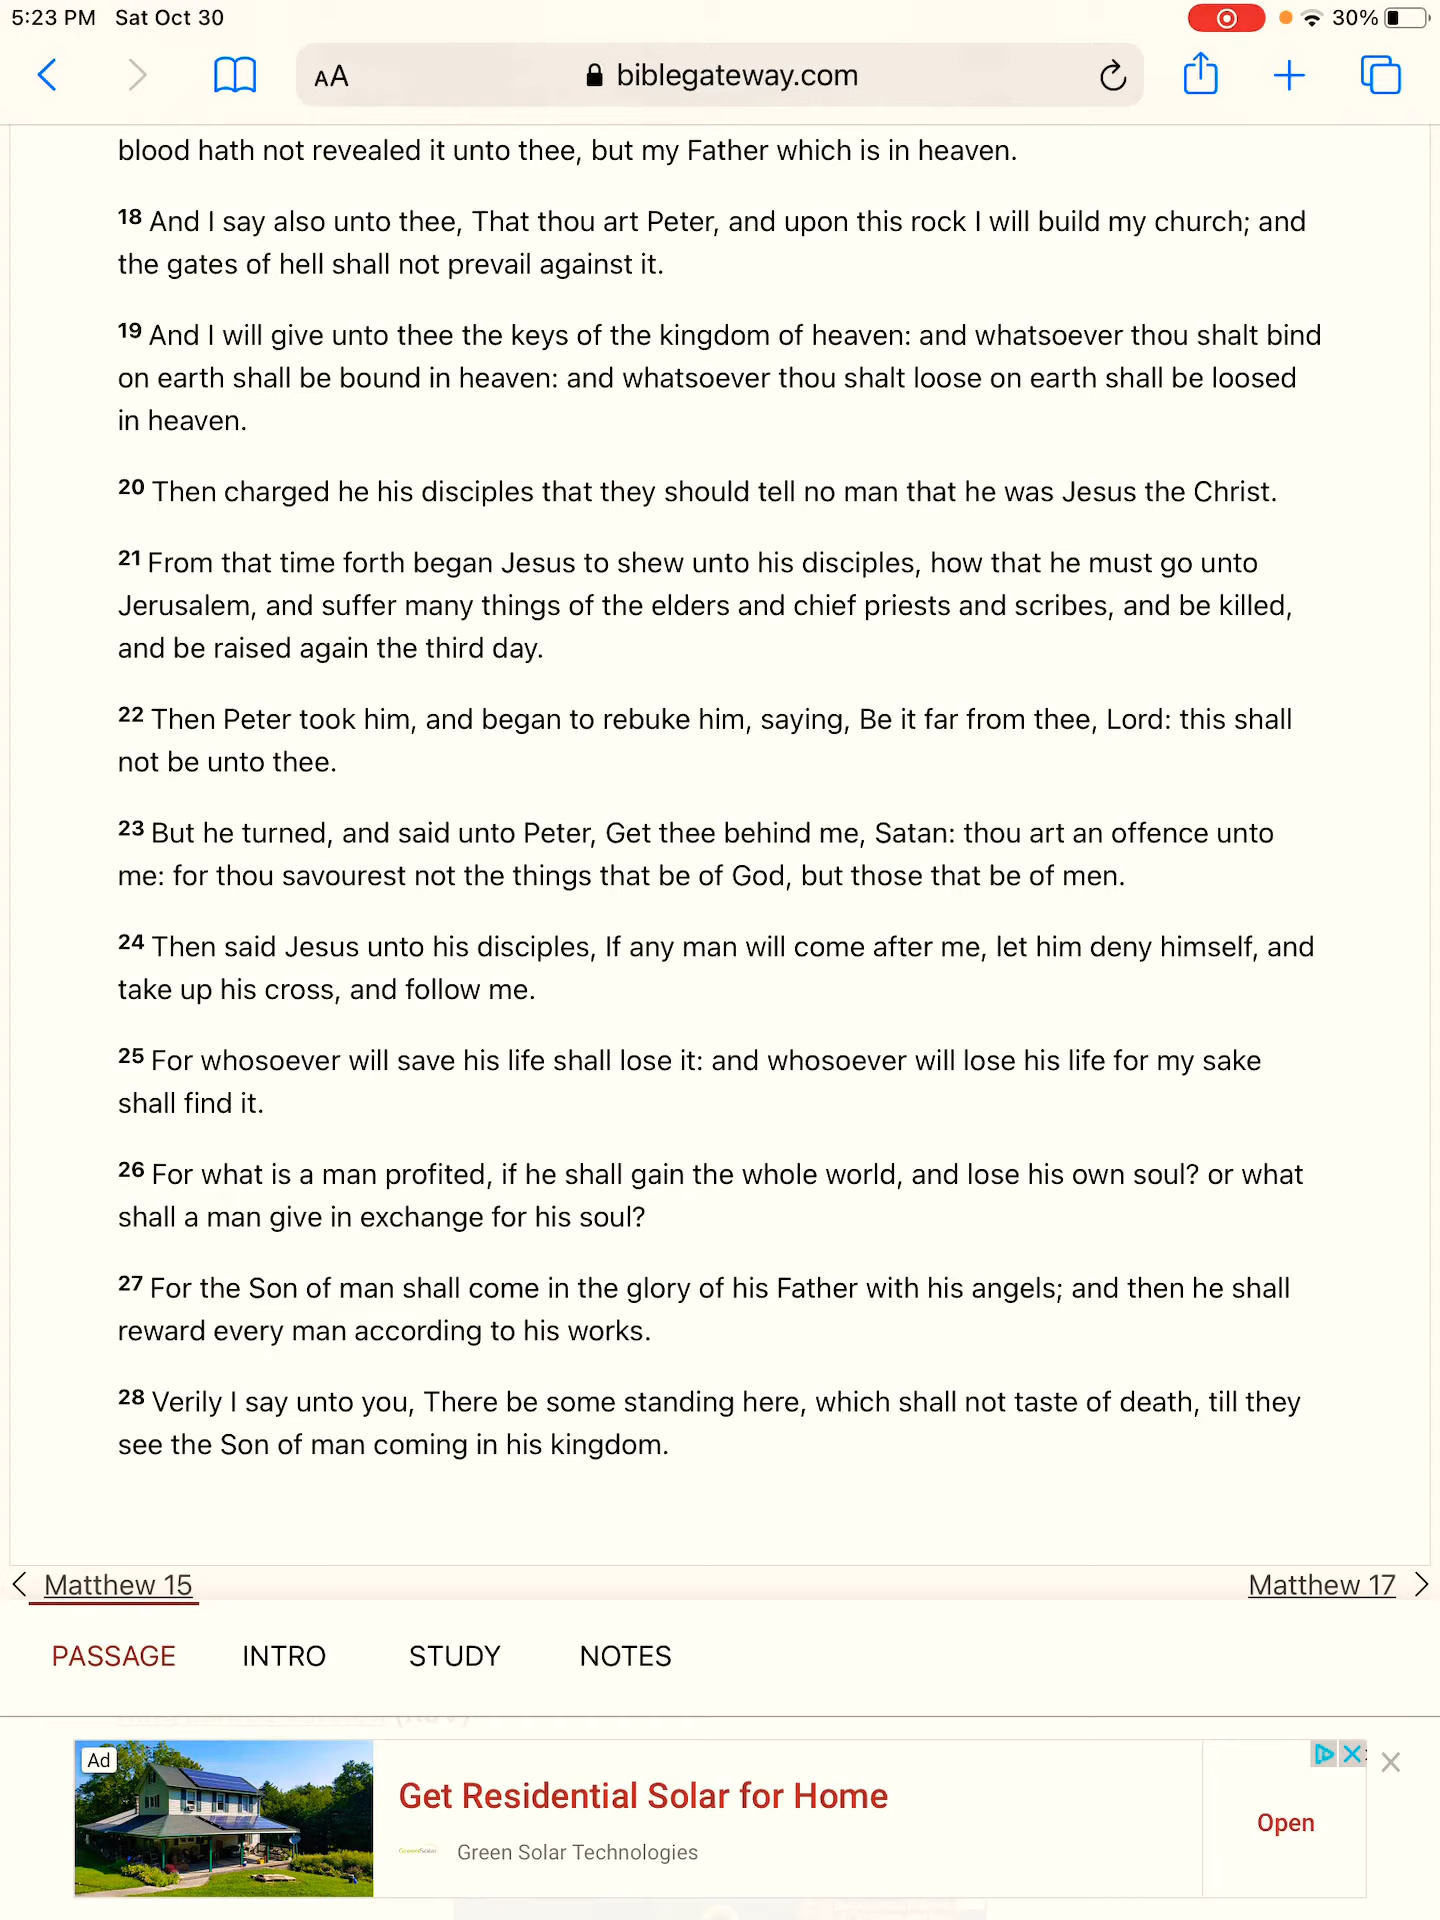 5:23 PM Sat Oct 30 30%
AA biblegateway.com
blood hath not revealed it unto thee, but my Father which is in heaven.
18 And I say also unto thee, That thou art Peter, and upon this rock I will build my church; and
the gates of hell shall not prevail against it.
19 And I will give unto thee the keys of the kingdom of heaven: and whatsoever thou shalt bind
on earth shall be bound in heaven: and whatsoever thou shalt loose on earth shall be loosed
in heaven.
20 Then charged he his disciples that they should tell no man that he was Jesus the Christ.
21 From that time forth began Jesus to shew unto his disciples, how that he must go unto
Jerusalem, and suffer many things of the elders and chief priests and scribes, and be killed,
and be raised again the third day.
22 Then Peter took him, and began to rebuke him, saying, Be it far from thee, Lord: this shall
not be unto thee.
23 But he turned, and said unto Peter, Get thee behind me, Satan: thou art an offence unto
me: for thou savourest not the things that be of God, but those that be of men.
24 Then said Jesus unto his disciples, If any man will come after me, let him deny himself, and
take up his cross, and follow me.
25 For whosoever will save his life shall lose it: and whosoever will lose his life for my sake
shall find it.
26 For what is a man profited, if he shall gain the whole world, and lose his own soul? or what
shall a man give in exchange for his soul?
27 For the Son of man shall come in the glory of his Father with his angels; and then he shall
reward every man according to his works.
28 Verily I say unto you, There be some standing here, which shall not taste of death, till they
see the Son of man coming in his kingdom.
Matthew 15 Matthew 17
PASSAGE INTRO STUDY NOTES
Ad
Get Residential Solar for Home
Green Solar Technologies
Open